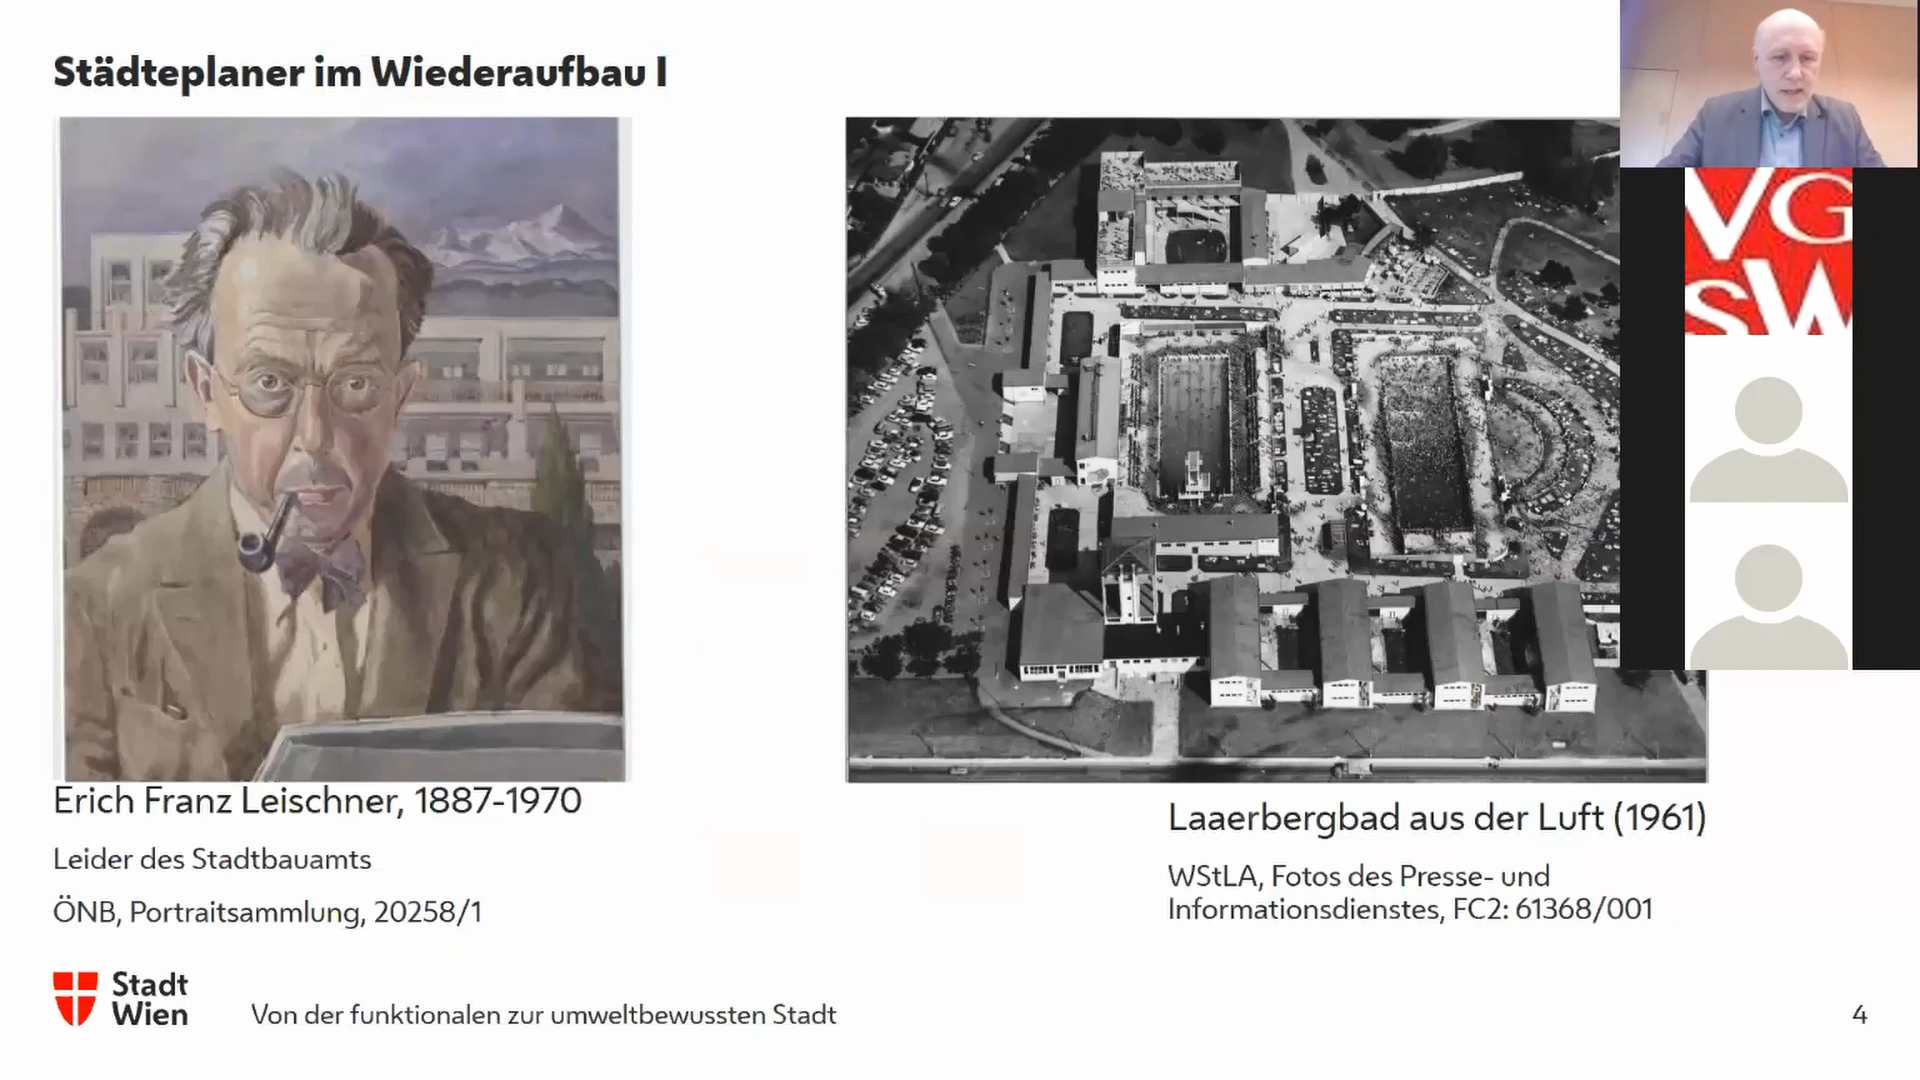 Städteplaner im Wiederaufbau I
VG
SW
Erich Franz Leischner, 1887-1970
Leider des Stadtbauamts
ÖNB, Portraitsammlung, 20258/1
Laaerbergbad aus der Luft (1961)
WStLA, Fotos des Presse- und
Informationsdienstes, FC2: 61368/001
Stadt
Wien
Von der funktionalen zur umweltbewussten Stadt
4